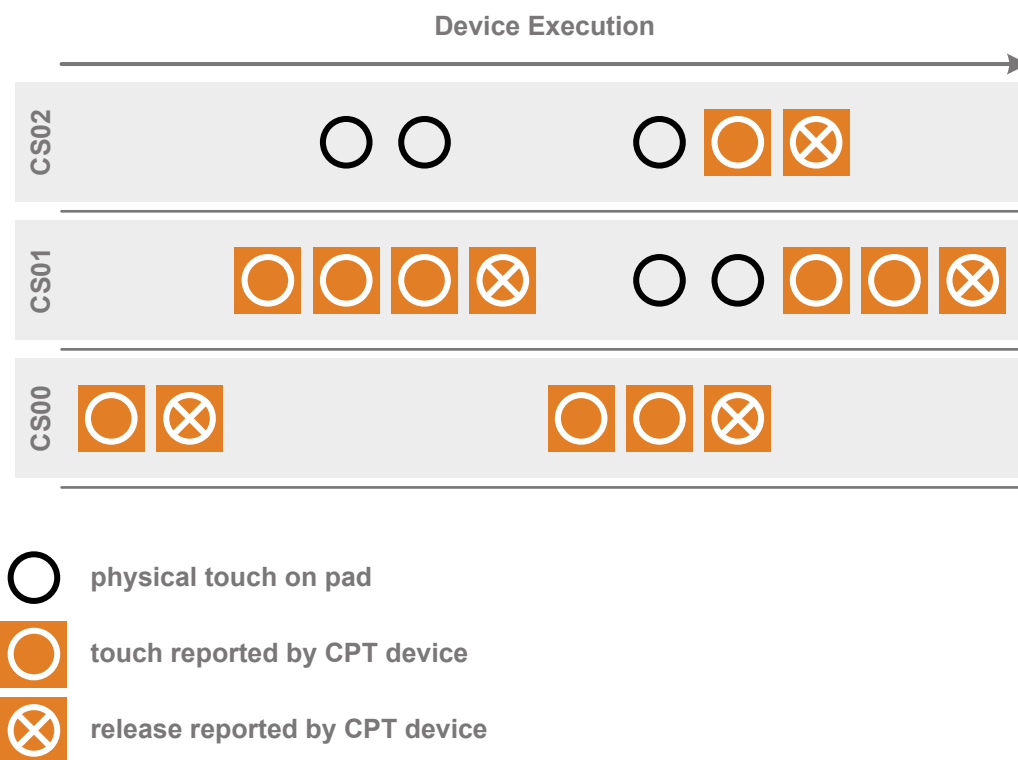 Device Execution
CS02
CS01
CS00
physical touch on pad
touch reported by CPT device
release reported by CPT device